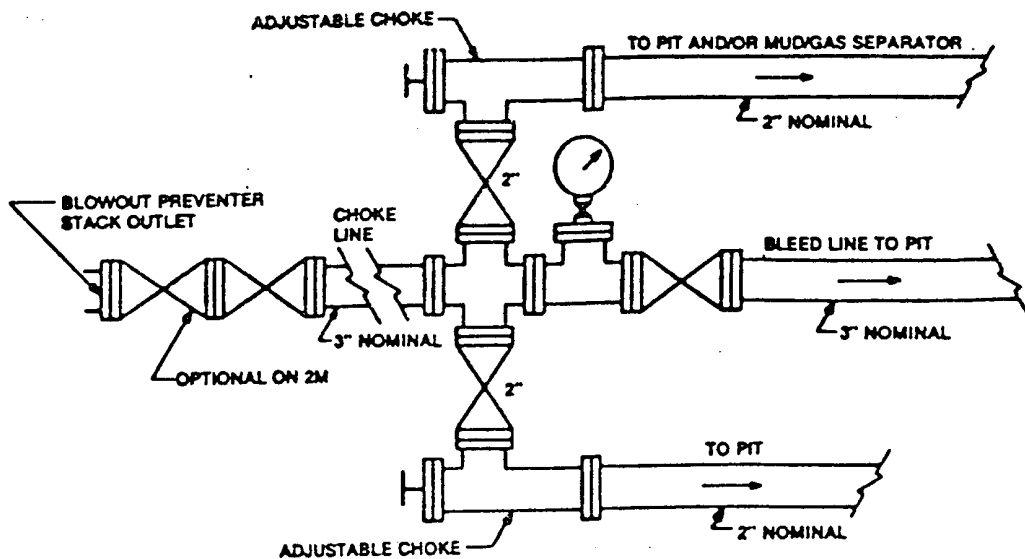 ADJUSTABLE CHOKE
TO PIT AND/OR MUD/GAS SEPARATOR
2" NOMINAL
2"
BLOWOUT PREVENTER
STACK OUTLET
CHOKE
LINE
BLEED LINE TO PIT
3" NOMINAL
3" NOMINAL
OPTIONAL ON 2M
2"
TO PIT
2" NOMINAL
ADJUSTABLE CHOKE